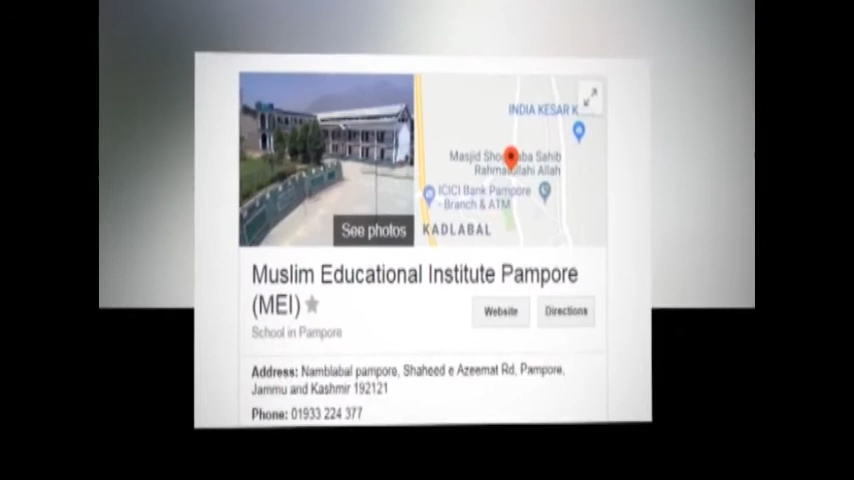 INDIA KESAR K
Masjid Sho aba Sahib
Rahmatullahi Allah
ICICI Bank Pampore
- Branch & ATM
KADLABAL
See photos
Muslim Educational Institute Pampore
(MEI)
Website
Directions
School in Pampore
Address: Namblabal pampore, Shaheed e Azeemat Rd, Pampore,
Jammu and Kashmir 192121
Phone: 01933 224 377